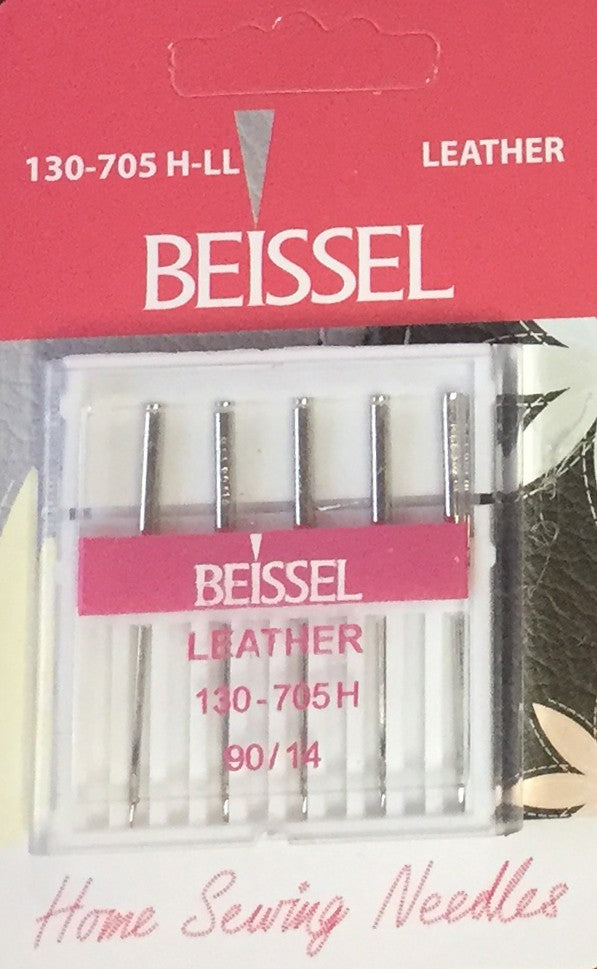 130-705 H-LL LEATHER
BEISSEL
BEISSEL
LEATHER
130-705 H
90/14
Home Sewing Needles